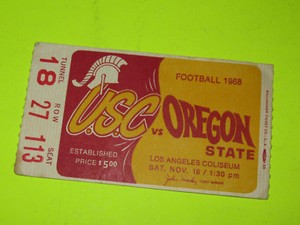 TUNNEL
18
ROW
27
SEAT
113
FOOTBALL 1968
U.S.C
VS
OREGON
STATE
ESTABLISHED
PRICE $5.00
LOS ANGELES COLISEUM
SAT. NOV. 16 / 1:30 pm